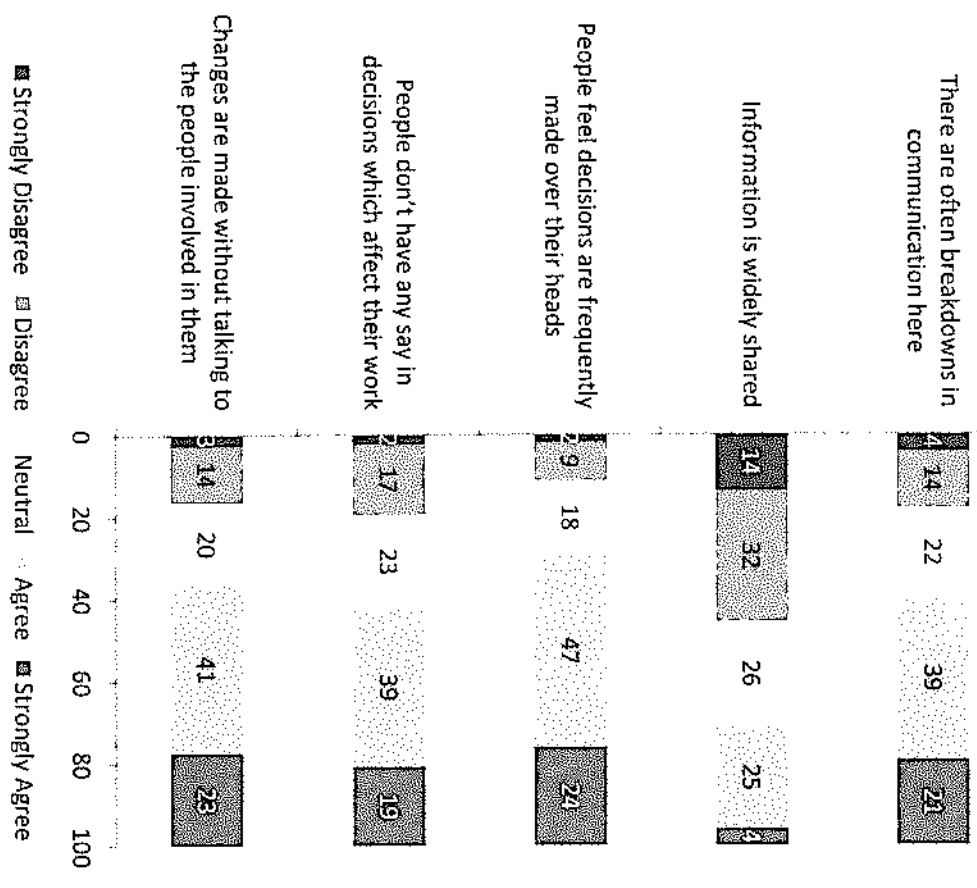 There are often breakdowns in
communication here
4 14 22 39 21
Information is widely shared
14 32 26 25 4
People feel decisions are frequently
made over their heads
2 9 18 47 24
People don't have any say in
decisions which affect their work
2 17 23 39 19
Changes are made without talking to
the people involved in them
3 14 20 41 23
0 20 40 60 80 100
Strongly Disagree Disagree Neutral Agree Strongly Agree